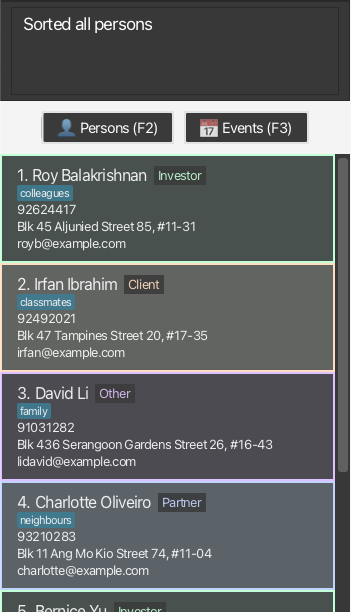 Sorted all persons
Persons (F2) Events (F3)
1. Roy Balakrishnan Investor
colleagues
92624417
Blk 45 Aljunied Street 85, #11-31
royb@example.com
2. Irfan Ibrahim Client
classmates
92492021
Blk 47 Tampines Street 20, #17-35
irfan@example.com
3. David Li Other
family
91031282
Blk 436 Serangoon Gardens Street 26, #16-43
lidavid@example.com
4. Charlotte Oliveiro Partner
neighbours
93210283
Blk 11 Ang Mo Kio Street 74, #11-04
charlotte@example.com
5. Bernice Yu Investor